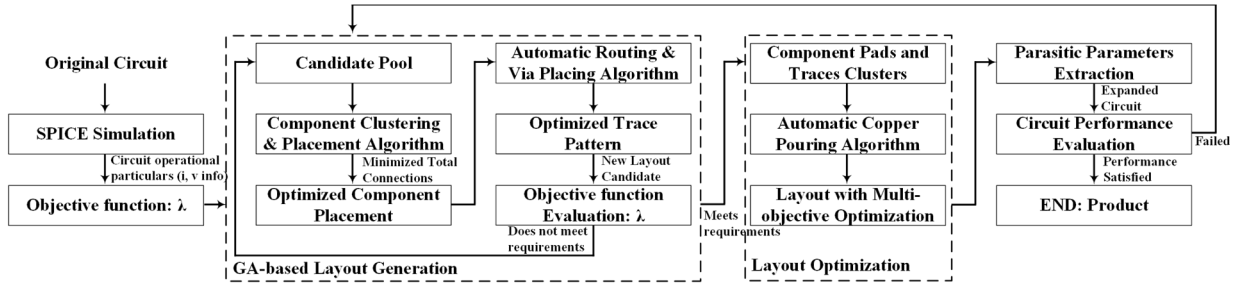 Original Circuit
SPICE Simulation
Circuit operational
particulars (i, v info)
Objective function: λ
Candidate Pool
Component Clustering
& Placement Algorithm
Minimized Total
Connections
Optimized Component
Placement
Automatic Routing &
Via Placing Algorithm
Optimized Trace
Pattern
New Layout
Candidate
Objective function
Evaluation: λ
Does not meet
requirements
GA-based Layout Generation
Meets
requirements
Component Pads and
Traces Clusters
Automatic Copper
Pouring Algorithm
Layout with Multi-
objective Optimization
Layout Optimization
Parasitic Parameters
Extraction
Expanded
Circuit
Circuit Performance
Evaluation
Failed
Performance
Satisfied
END: Product